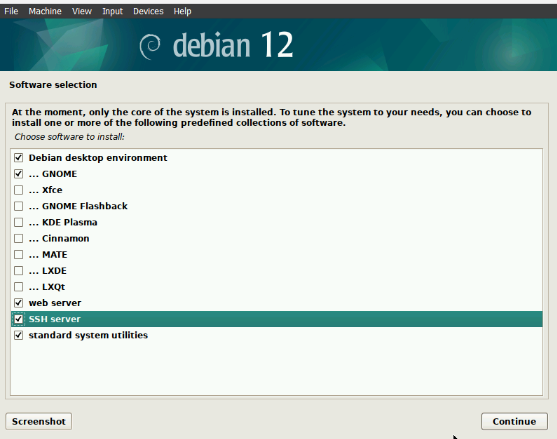 File Machine View Input Devices Help
debian 12
Software selection
At the moment, only the core of the system is installed. To tune the system to your needs, you can choose to
install one or more of the following predefined collections of software.
Choose software to install:
Debian desktop environment
... GNOME
... Xfce
... GNOME Flashback
... KDE Plasma
... Cinnamon
... MATE
... LXDE
... LXQt
web server
SSH server
standard system utilities
Screenshot Continue